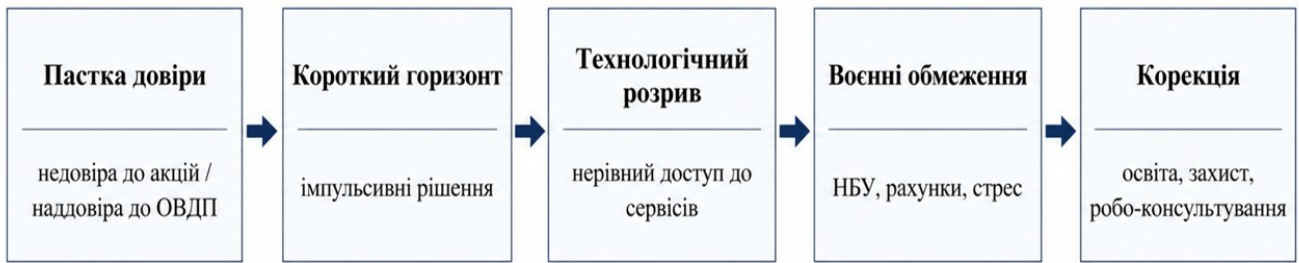 Пастка довіри
недовіра до акцій /
наддовіра до ОВДП
Короткий горизонт
імпульсивні рішення
Технологічний
розрив
нерівний доступ до
сервісів
Воєнні обмеження
НБУ, рахунки, стрес
Корекція
освіта, захист,
робо-консультування